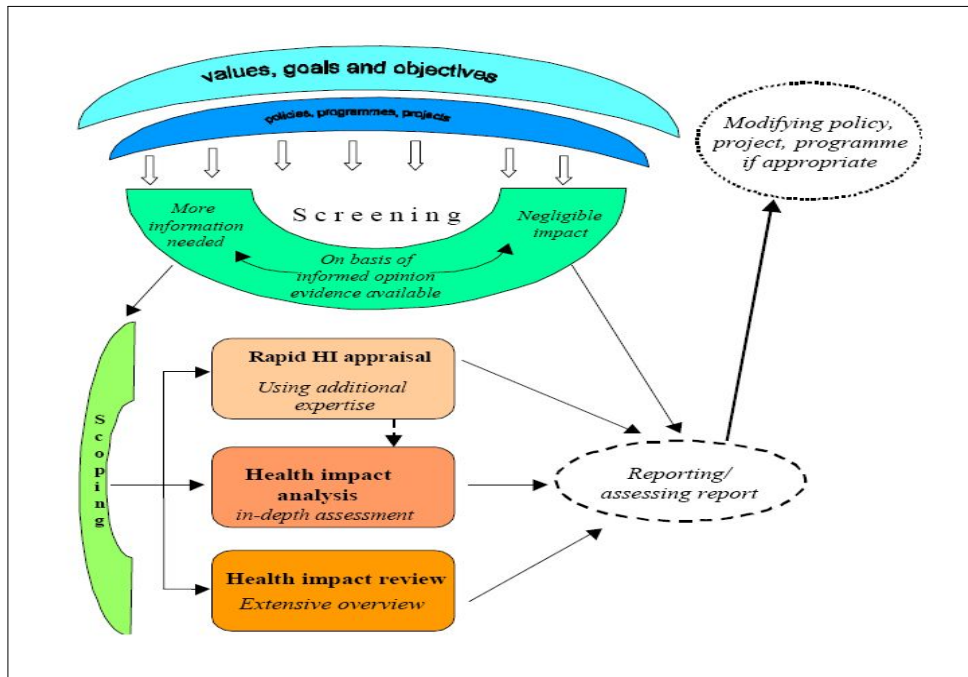 values, goals and objectives
policies, programmes, projects
Modifying policy,
project, programme
if appropriate
Screening
More
information
needed
Negligible
impact
On basis of
informed opinion
evidence available
Scoping
Rapid HI appraisal
Using additional
expertise
Health impact
analysis
in-depth assessment
Health impact review
Extensive overview
Reporting/
assessing report